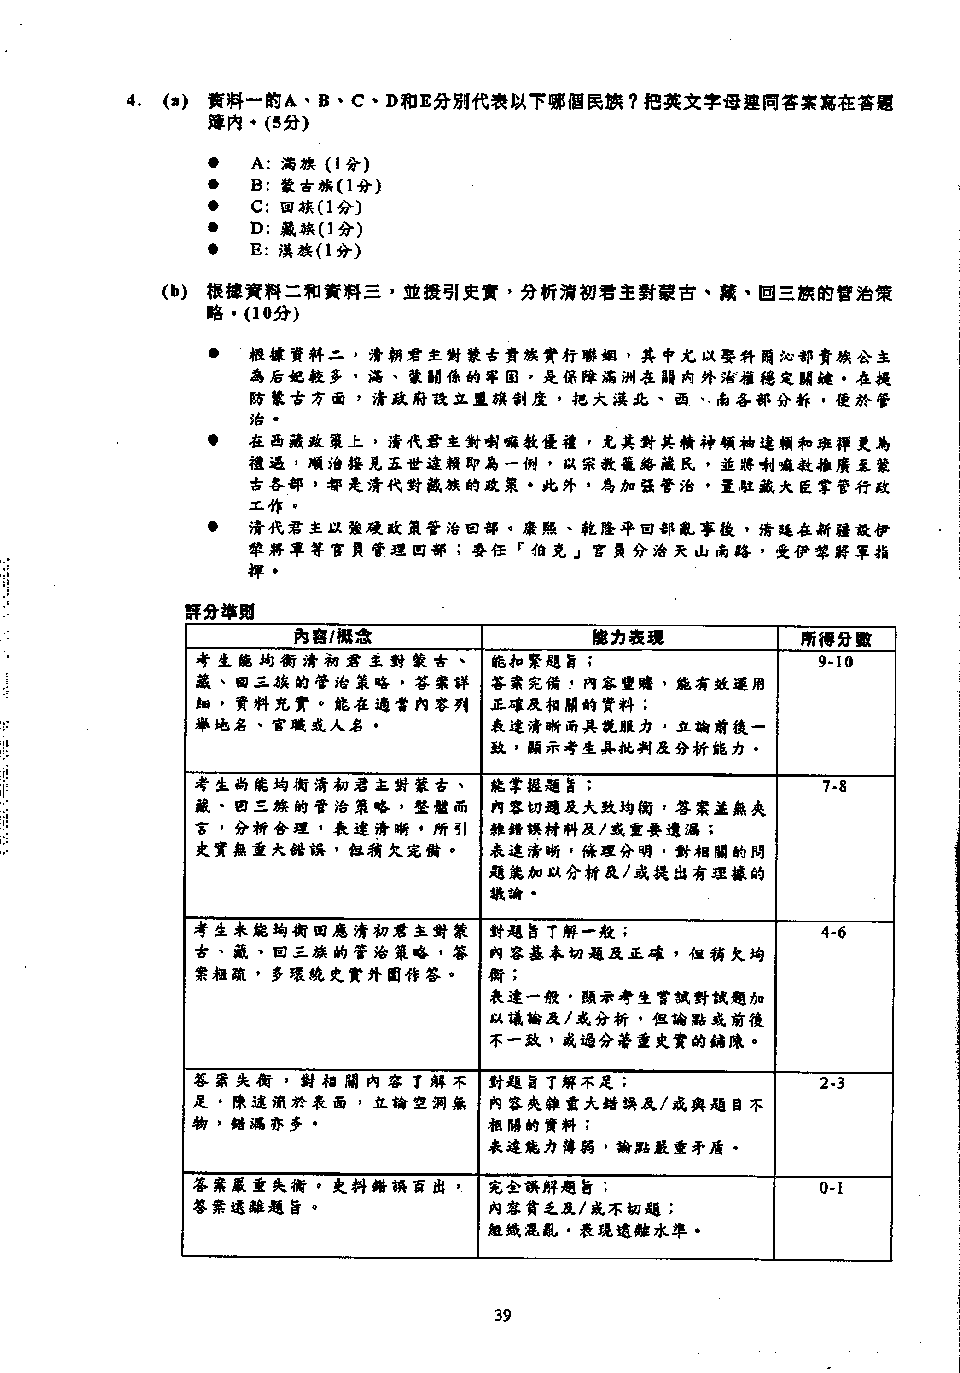 4. (a) 資料一的A、B、C、D和E分別代表以下哪個民族？把英文字母連同答案寫在答題
簿內。(5分)
● A: 滿族 (1分)
● B: 蒙古族(1分)
● C: 回族(1分)
● D: 藏族(1分)
● E: 漢族(1分)
(b) 根據資料二和資料三，並援引史實，分析清初君主對蒙古、藏、回三族的管治策
略。(10分)
● 根據資料二，清朝君主對蒙古貴族實行聯姻，其中尤以娶科爾沁部貴族公主
為后妃較多，滿、蒙關係的鞏固，是保障滿洲在關內外治權穩定關鍵。在提
防蒙古方面，清政府設立盟旗制度，把大漠北、西、南各部分拆，便於管
治。
● 在西藏政策上，清代君主對喇嘛教優禮，尤其對其精神領袖達賴和班禪更為
禮遇，順治接見五世達賴即為一例，以宗教籠絡藏民，並將喇嘛教推廣至蒙
古各部，都是清代對藏族的政策。此外，為加強管治，置駐藏大臣掌管行政
工作。
● 清代君主以強硬政策管治回部。康熙、乾隆平回部亂事後，清廷在新疆設伊
犂將軍等官員管理回部；委任「伯克」官員分治天山南路，受伊犂將軍指
揮。
評分準則
內容/概念 能力表現 所得分數
考生能均衡清初君主對蒙古、
藏、回三族的管治策略，答案詳
細，資料充實。能在適當內容列
舉地名、官職或人名。
能扣緊題旨；
答案完備，內容豐贍，能有效運用
正確及相關的資料；
表達清晰而具說服力，立論前後一
致，顯示考生具批判及分析能力。
9-10
考生尚能均衡清初君主對蒙古、
藏、回三族的管治策略，整體而
言，分析合理，表達清晰。所引
史實無重大錯誤，但稍欠完備。
能掌握題旨；
內容切題及大致均衡，答案並無夾
雜錯誤材料及/或重要遺漏；
表達清晰，條理分明，對相關的問
題能加以分析及/或提出有理據的
議論。
7-8
考生未能均衡回應清初君主對蒙
古、藏、回三族的管治策略，答
案粗疏，多環繞史實外圍作答。
對題旨了解一般；
內容基本切題及正確，但稍欠均
衡；
表達一般，顯示考生嘗試對試題加
以議論及/或分析，但論點或前後
不一致，或過分著重史實的鋪陳。
4-6
答案失衡，對相關內容了解不
足，陳述流於表面，立論空洞無
物，錯漏亦多。
對題旨了解不足；
內容夾雜重大錯誤及/或與題目不
相關的資料；
表達能力薄弱，論點嚴重矛盾。
2-3
答案嚴重失衡。史料錯誤百出，
答案遠離題旨。
完全誤解題旨；
內容貧乏及/或不切題；
組織混亂，表現遠離水準。
0-1
39